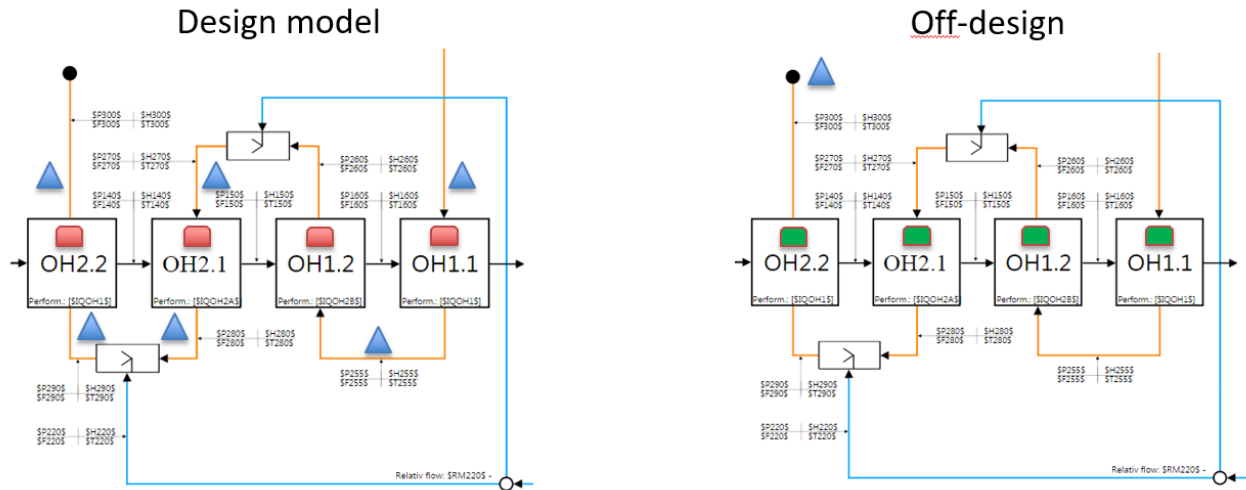 Design model
$P300$ $H300$
$F300$ $T300$
$P270$ $H270$
$F270$ $T270$
$P260$ $H260$
$F260$ $T260$
$P140$ $H140$
$F140$ $T140$
$P150$ $H150$
$F150$ $T150$
$P160$ $H160$
$F160$ $T160$
OH2.2
Perform.: [$IQOH1$]
OH2.1
Perform.: [$IQOH2A$
OH1.2
Perform.: [$IQOH2B$]
OH1.1
Perform.: [$IQOH1$]
$P280$ $H280$
$F280$ $T280$
$P255$ $H255$
$F255$ $T255$
$P290$ $H290$
$F290$ $T290$
$P220$ $H220$
$F220$ $T220$
Relativ flow: $RM220$ -
Off-design
$P300$ $H300$
$F300$ $T300$
$P270$ $H270$
$F270$ $T270$
$P260$ $H260$
$F260$ $T260$
$P140$ $H140$
$F140$ $T140$
$P150$ $H150$
$F150$ $T150$
$P160$ $H160$
$F160$ $T160$
OH2.2
Perform.: [$IQOH1$]
OH2.1
Perform.: [$IQOH2A$
OH1.2
Perform.: [$IQOH2B$]
OH1.1
Perform.: [$IQOH1$]
$P280$ $H280$
$F280$ $T280$
$P255$ $H255$
$F255$ $T255$
$P290$ $H290$
$F290$ $T290$
$P220$ $H220$
$F220$ $T220$
Relativ flow: $RM220$ -